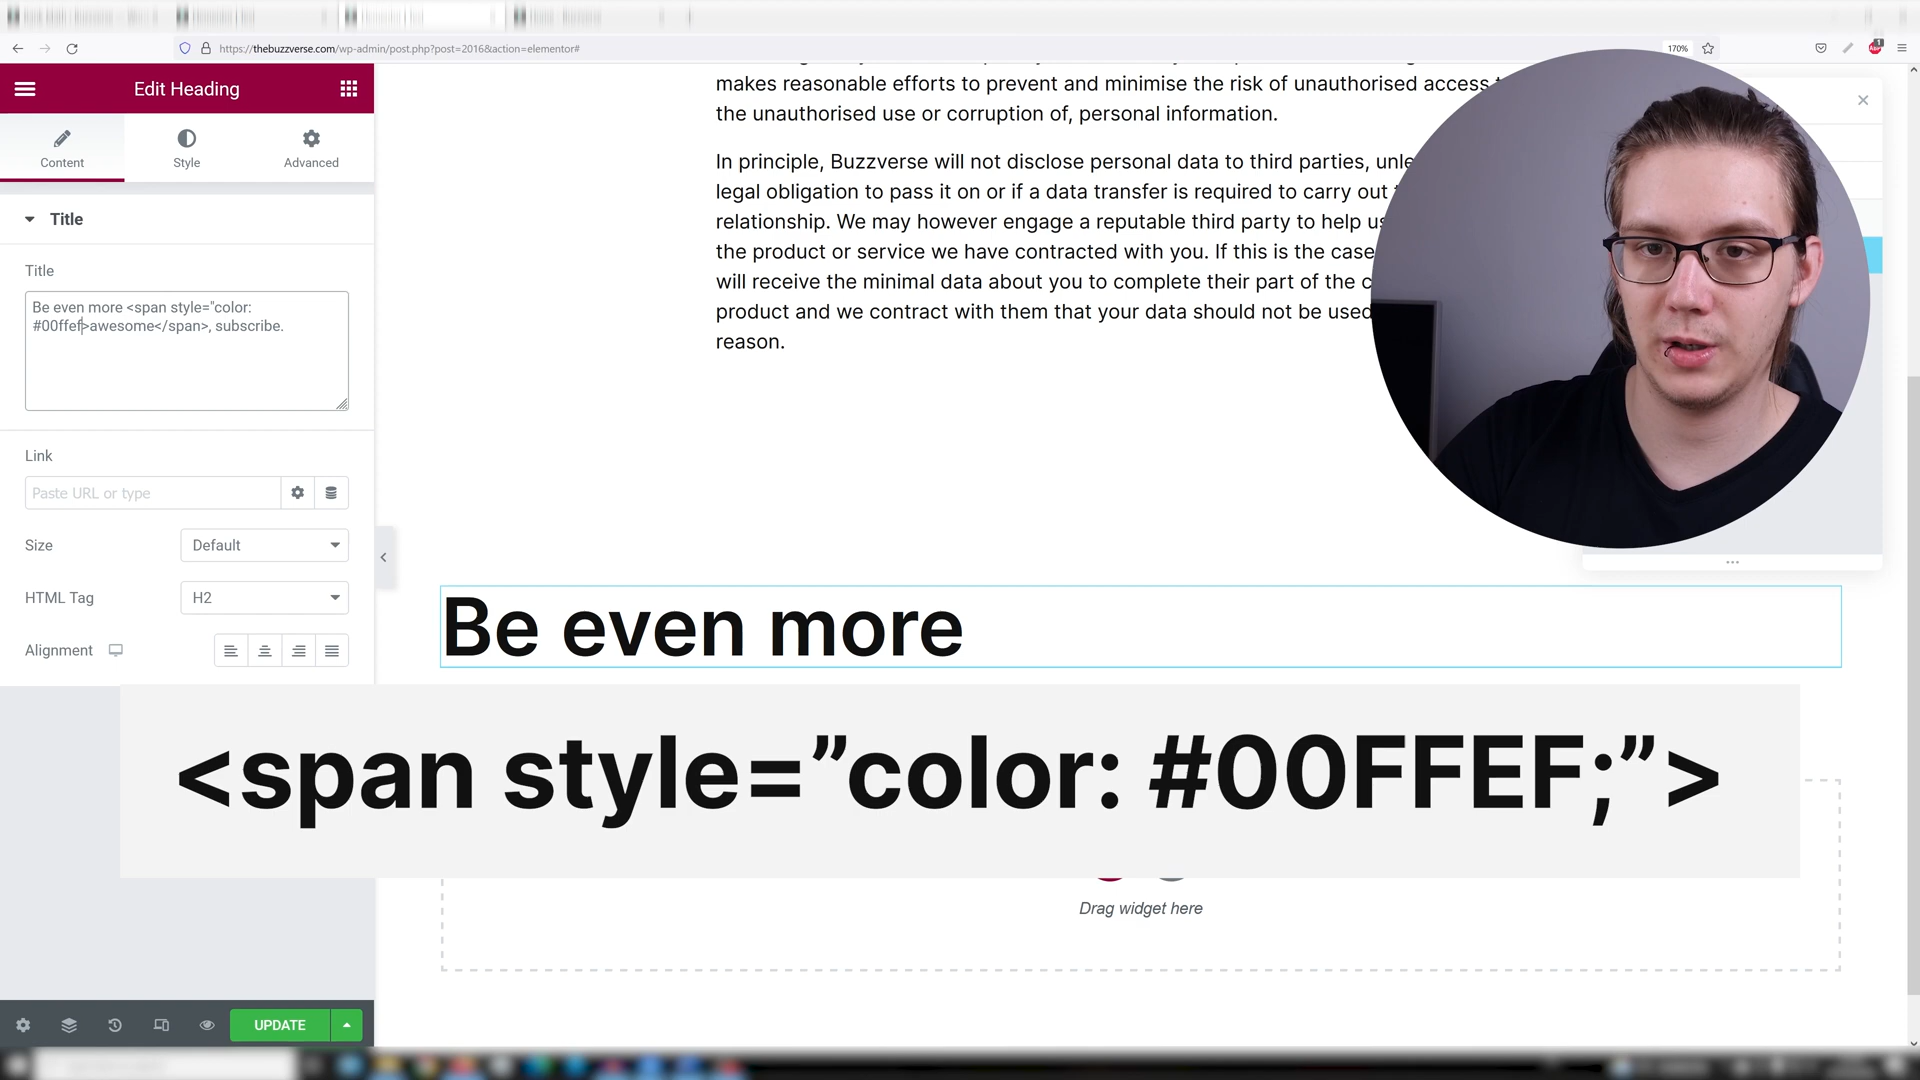 https://thebuzzverse.com/wp-admin/post.php?post=2016&action=elementor#
170%
1
Edit Heading
Content
Style
Advanced
Title
Title
Be even more <span style="color:
#00ffef>awesome</span>, subscribe.
Link
Paste URL or type
Size
Default
HTML Tag
H2
Alignment
UPDATE
makes reasonable efforts to prevent and minimise the risk of unauthorised access
the unauthorised use or corruption of, personal information.
In principle, Buzzverse will not disclose personal data to third parties,
legal obligation to pass it on or if a data transfer is required to carry out
relationship. We may however engage a reputable third party to help
the product or service we have contracted with you. If this is the case
will receive the minimal data about you to complete their part of the
product and we contract with them that your data should not be used
reason.
Be even more
<span style=”color: #00FFEF;”>
Drag widget here